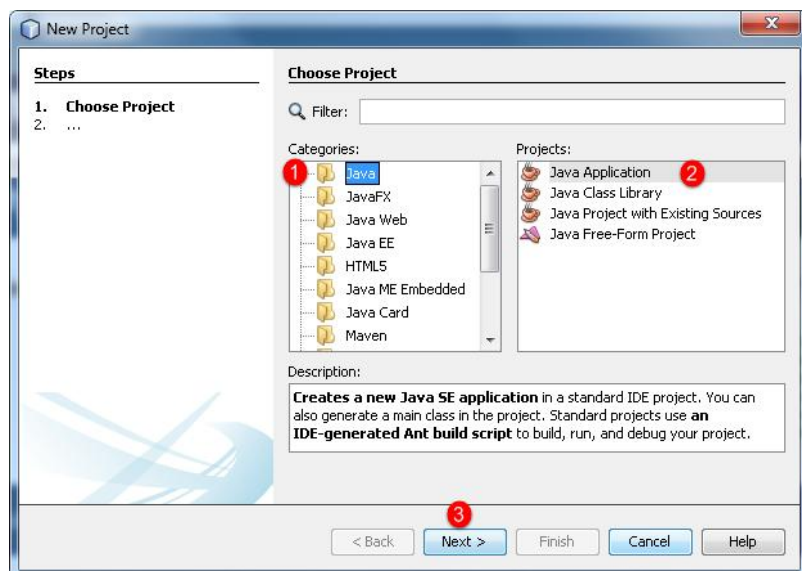 New Project
Steps
1. Choose Project
2. ...
Choose Project
Filter:
Categories:
1 Java
JavaFX
Java Web
Java EE
HTML5
Java ME Embedded
Java Card
Maven
Projects:
Java Application 2
Java Class Library
Java Project with Existing Sources
Java Free-Form Project
Description:
Creates a new Java SE application in a standard IDE project. You can
also generate a main class in the project. Standard projects use an
IDE-generated Ant build script to build, run, and debug your project.
3
< Back Next > Finish Cancel Help